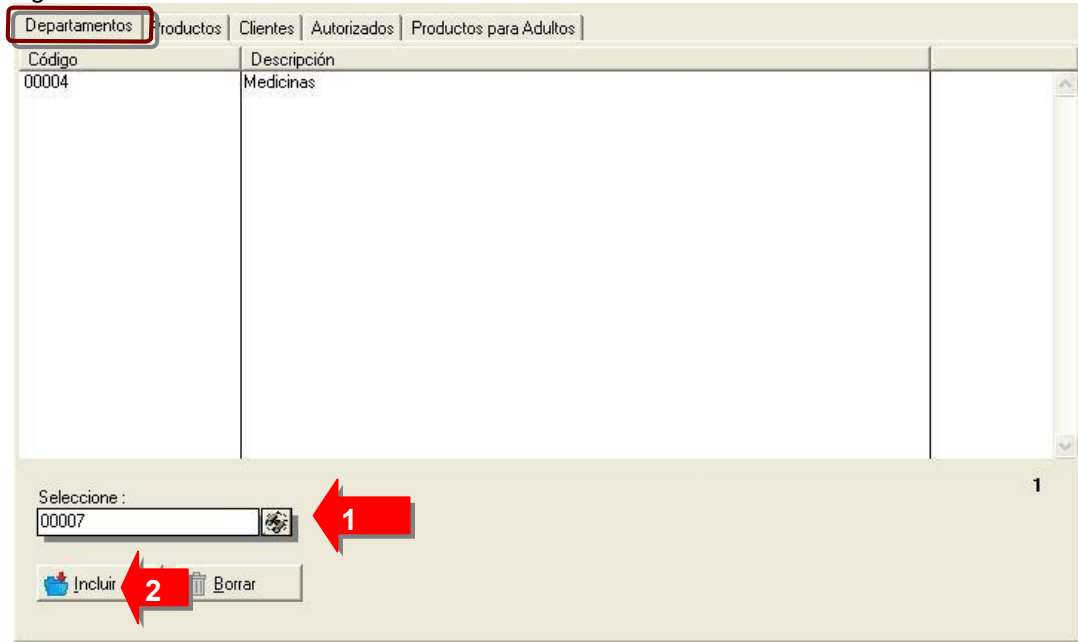 Departamentos Productos Clientes Autorizados Productos para Adultos
Código Descripción
00004 Medicinas
1
Seleccione :
00007 1
Incluir 2 Borrar